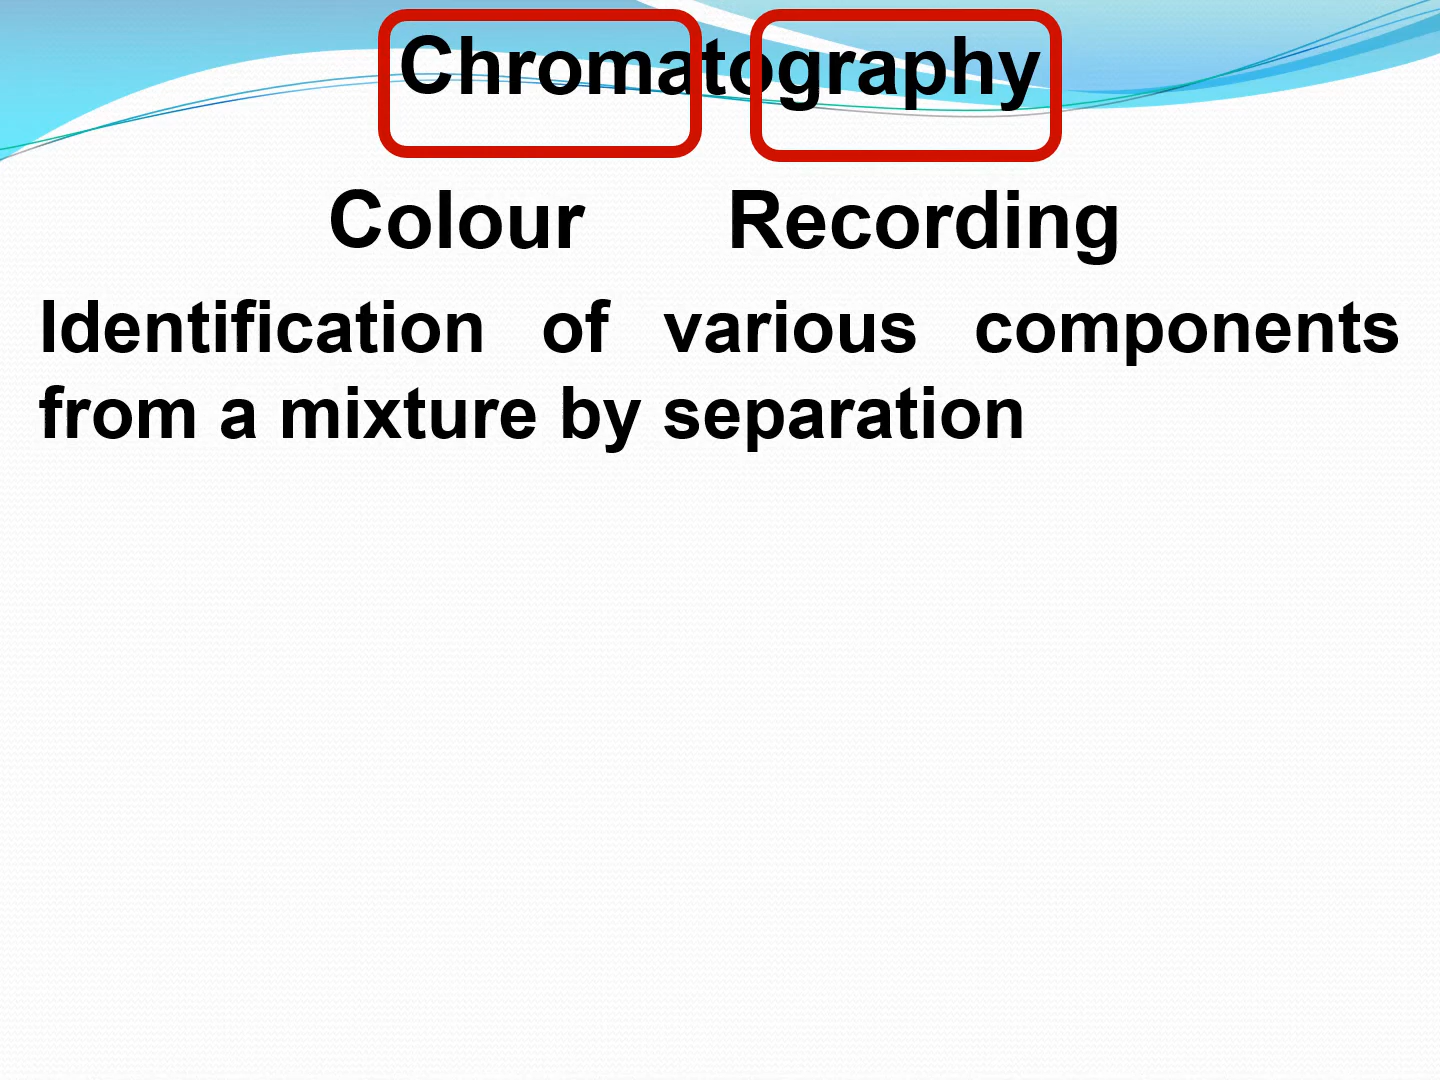 Chromatography
Colour Recording
Identification of various components
from a mixture by separation